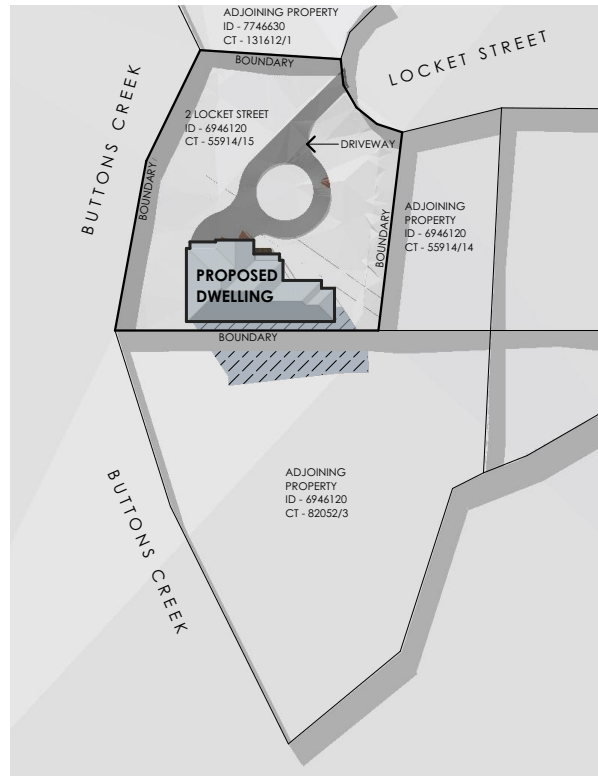 ADJOINING PROPERTY
ID - 7746630
CT - 131612/1
BOUNDARY
LOCKET STREET
BUTTONS CREEK
2 LOCKET STREET
ID - 6946120
CT - 55914/15
DRIVEWAY
BOUNDARY
ADJOINING
PROPERTY
ID - 6946120
CT - 55914/14
BOUNDARY
PROPOSED
DWELLING
BOUNDARY
ADJOINING
PROPERTY
ID - 6946120
CT - 82052/3
BUTTONS CREEK